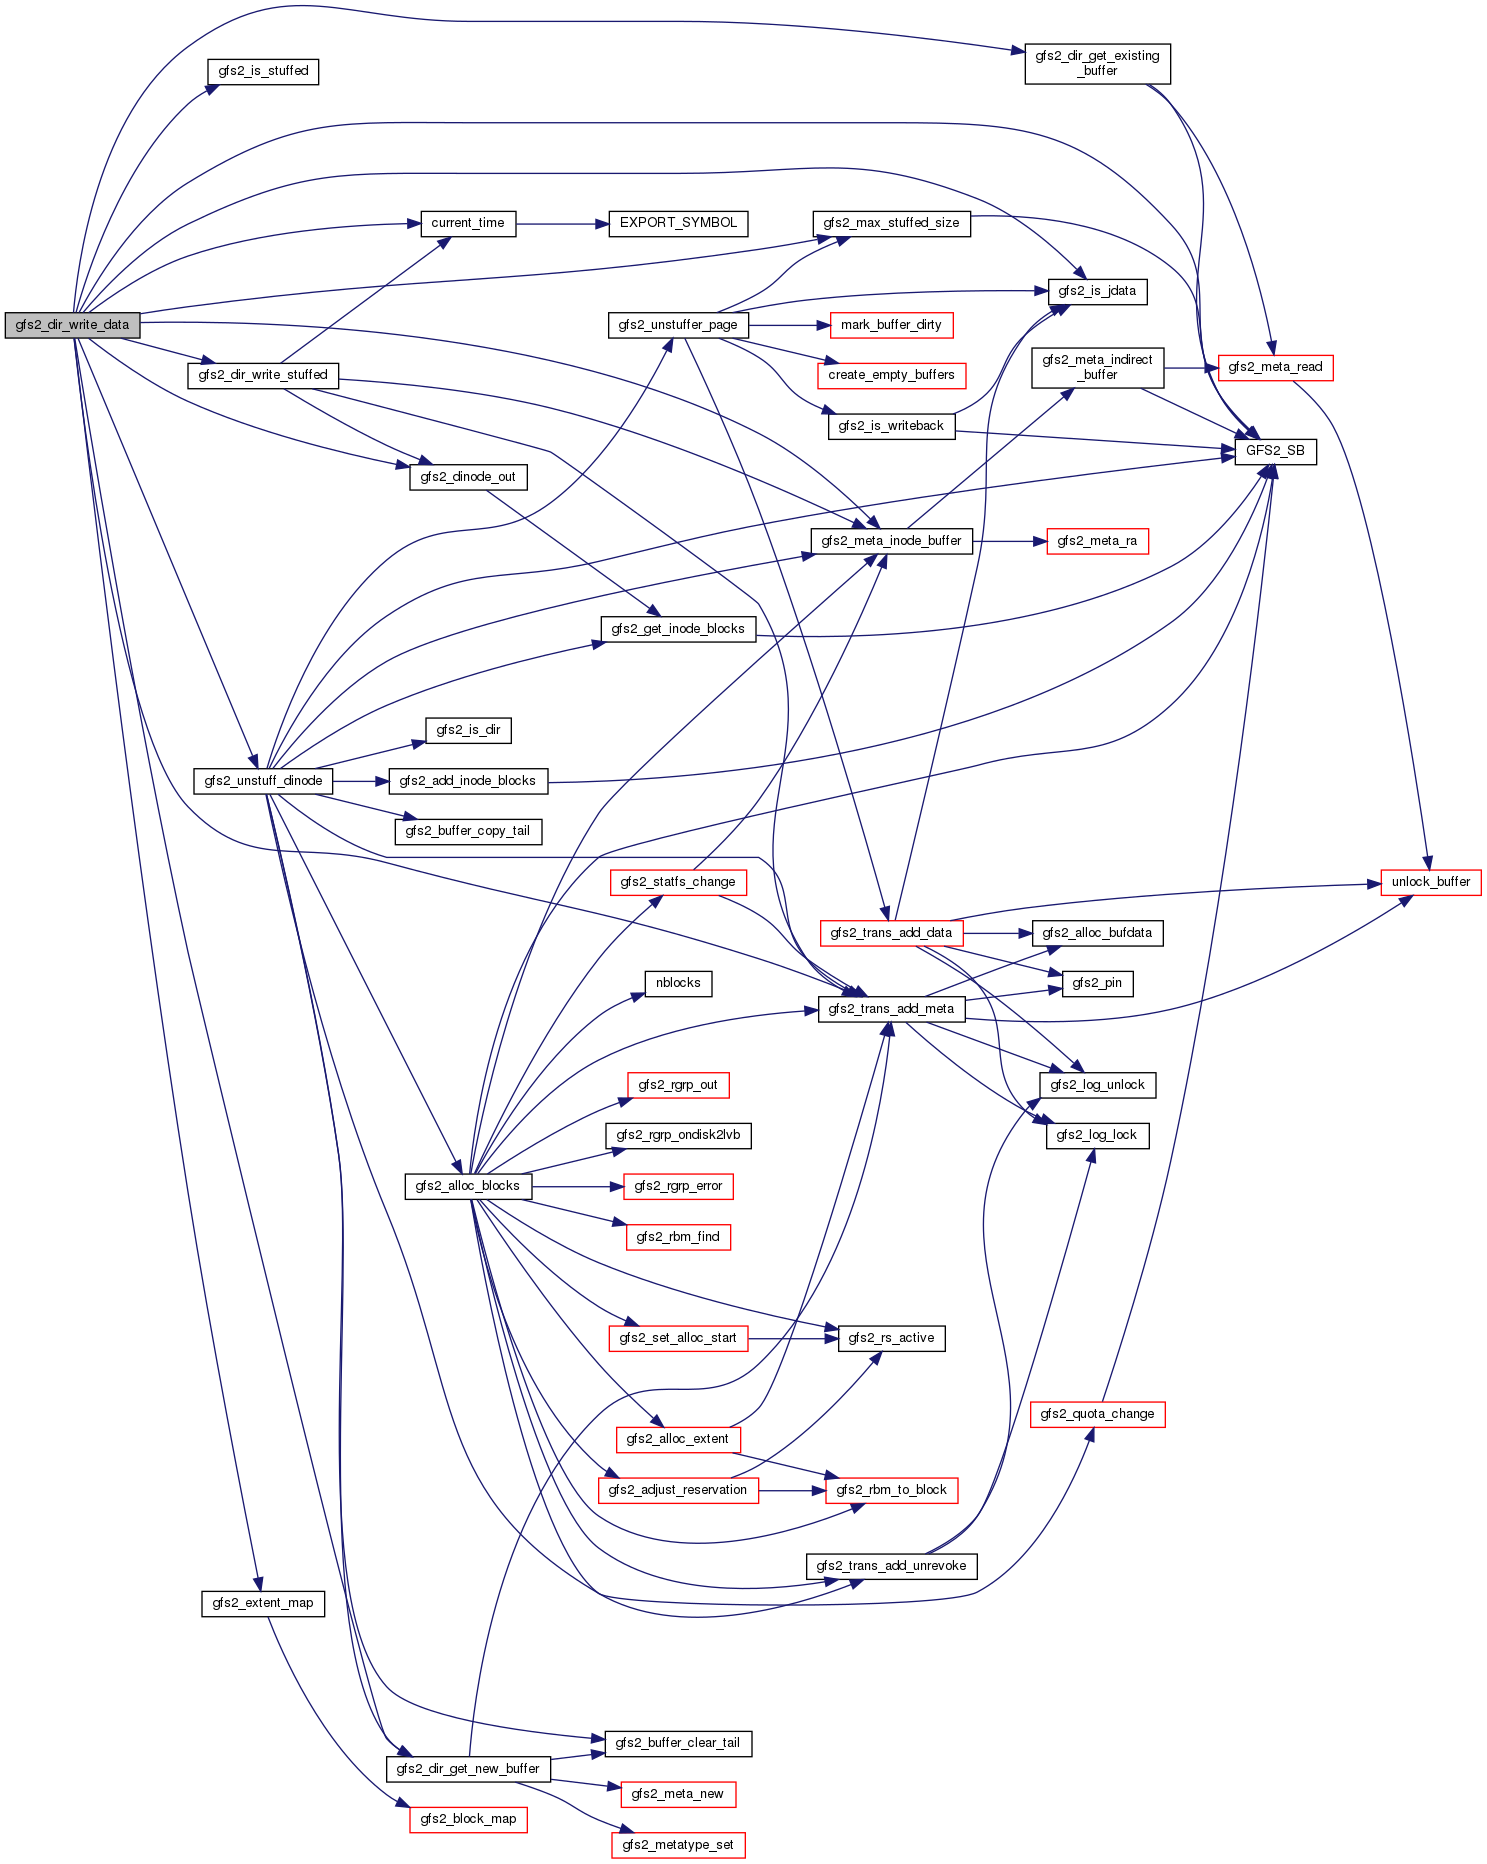 gfs2_dir_get_existing
_buffer
gfs2_is_stuffed
current_time
EXPORT_SYMBOL
gfs2_max_stuffed_size
gfs2_is_jdata
gfs2_dir_write_data
gfs2_unstuffer_page
mark_buffer_dirty
gfs2_meta_indirect
_buffer
gfs2_meta_read
gfs2_dir_write_stuffed
create_empty_buffers
gfs2_is_writeback
GFS2_SB
gfs2_dinode_out
gfs2_meta_inode_buffer
gfs2_meta_ra
gfs2_get_inode_blocks
gfs2_is_dir
gfs2_unstuff_dinode
gfs2_add_inode_blocks
gfs2_buffer_copy_tail
gfs2_statfs_change
unlock_buffer
gfs2_trans_add_data
gfs2_alloc_bufdata
nblocks
gfs2_pin
gfs2_trans_add_meta
gfs2_rgrp_out
gfs2_log_unlock
gfs2_rgrp_ondisk2lvb
gfs2_log_lock
gfs2_alloc_blocks
gfs2_rgrp_error
gfs2_rbm_find
gfs2_set_alloc_start
gfs2_rs_active
gfs2_quota_change
gfs2_alloc_extent
gfs2_adjust_reservation
gfs2_rbm_to_block
gfs2_trans_add_unrevoke
gfs2_extent_map
gfs2_buffer_clear_tail
gfs2_dir_get_new_buffer
gfs2_meta_new
gfs2_block_map
gfs2_metatype_set